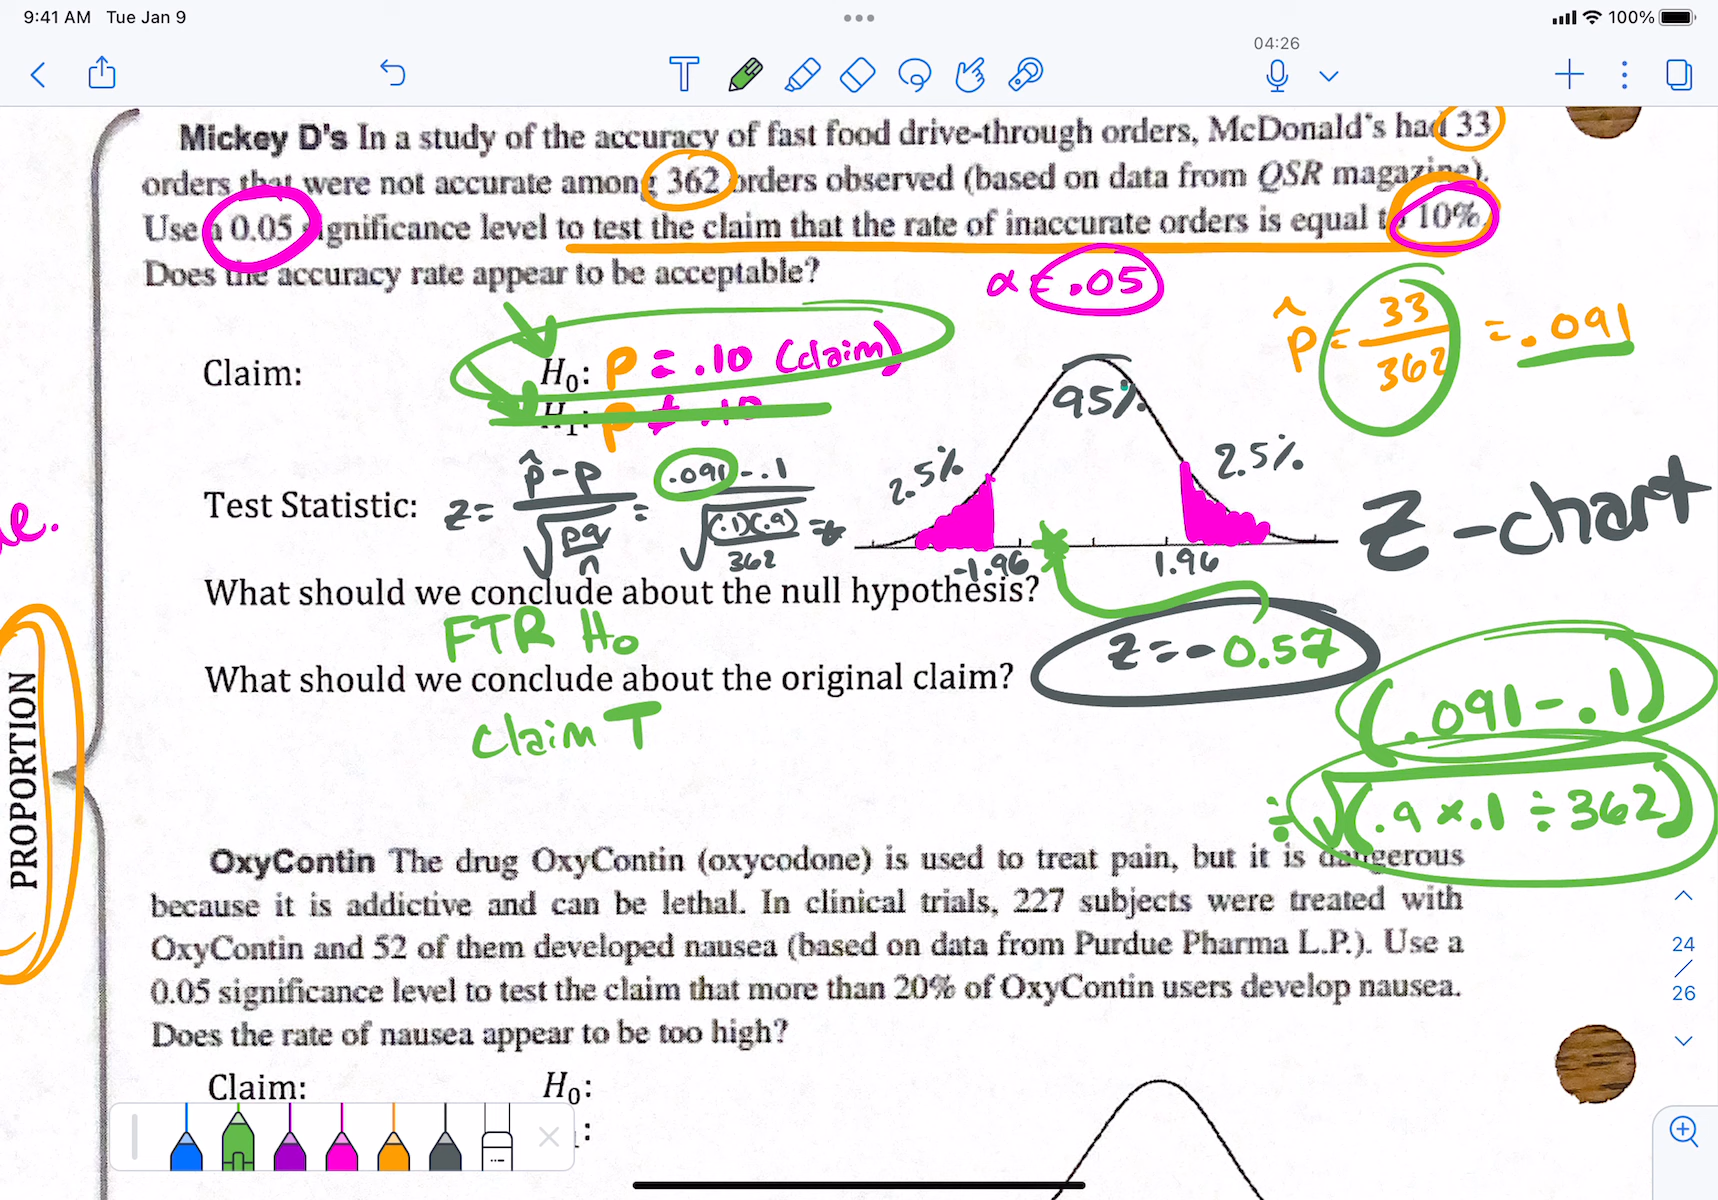 9:41 AM Tue Jan 9
100%
04:26
Mickey D's In a study of the accuracy of fast food drive-through orders, McDonald's had 33
orders that were not accurate among 362 orders observed (based on data from QSR magazine).
Use a 0.05 significance level to test the claim that the rate of inaccurate orders is equal to 10%.
Does the accuracy rate appear to be acceptable?
α = .05
p̂ = 33/362 = .091
Claim:
H₀: p = .10 (claim)
H₁: p ≠ .10
95%
2.5%
2.5%
Test Statistic: z = (p̂ - p)/√(pq/n) = (.091 - .1)/√((.1)(.9)/362) =
-1.96
1.96
z-chart
What should we conclude about the null hypothesis?
FTR H₀
z = -0.57
What should we conclude about the original claim?
Claim T
(.091 - .1)
÷ √(.9 x .1 ÷ 362)
PROPORTION
OxyContin The drug OxyContin (oxycodone) is used to treat pain, but it is dangerous
because it is addictive and can be lethal. In clinical trials, 227 subjects were treated with
OxyContin and 52 of them developed nausea (based on data from Purdue Pharma L.P.). Use a
0.05 significance level to test the claim that more than 20% of OxyContin users develop nausea.
Does the rate of nausea appear to be too high?
Claim:
H₀:
:
24
/
26